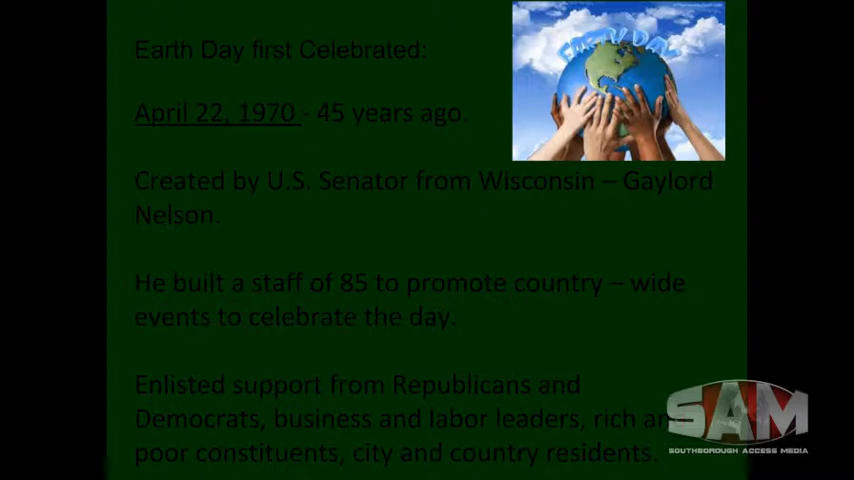 Earth Day first Celebrated:
EARTH DAY
April 22, 1970 - 45 years ago.
Created by U.S. Senator from Wisconsin – Gaylord
Nelson.
He built a staff of 85 to promote country – wide
events to celebrate the day.
Enlisted support from Republicans and
Democrats, business and labor leaders, rich and
poor constituents, city and country residents.
SAM
SOUTHBOROUGH ACCESS MEDIA